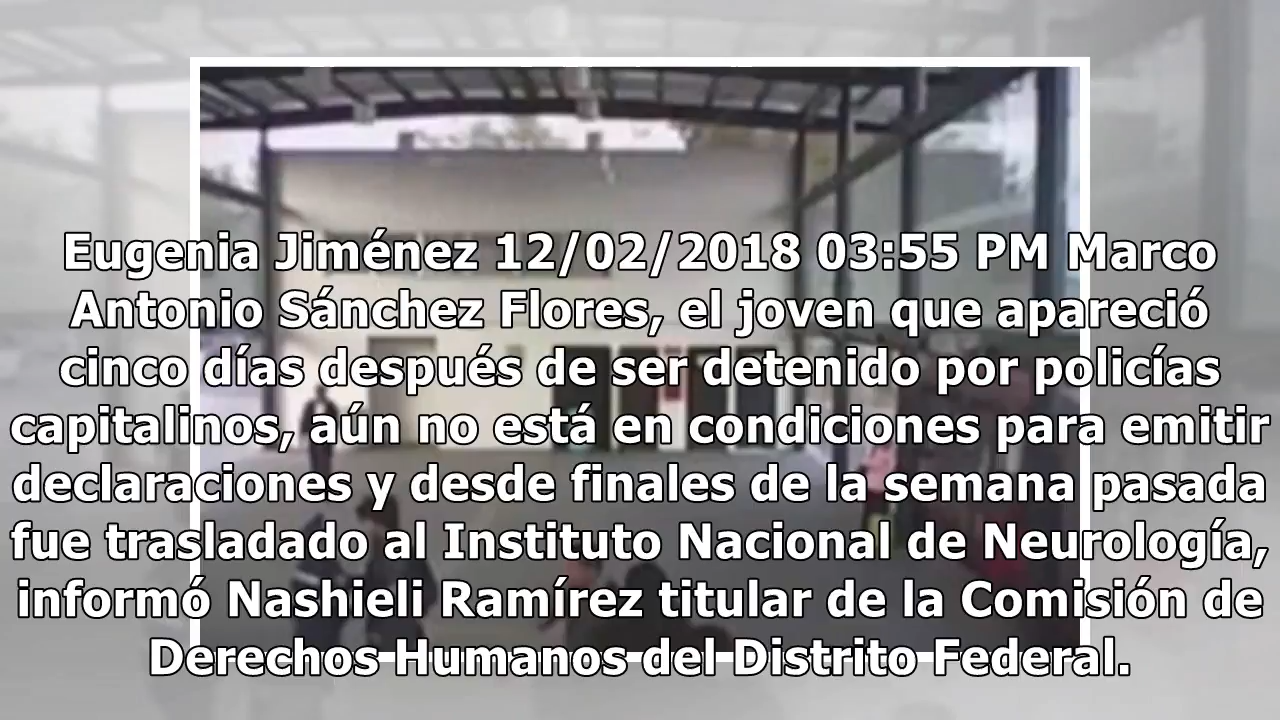 Eugenia Jiménez 12/02/2018 03:55 PM Marco
Antonio Sánchez Flores, el joven que apareció
cinco días después de ser detenido por policías
capitalinos, aún no está en condiciones para emitir
declaraciones y desde finales de la semana pasada
fue trasladado al Instituto Nacional de Neurología,
informó Nashieli Ramírez titular de la Comisión de
Derechos Humanos del Distrito Federal.